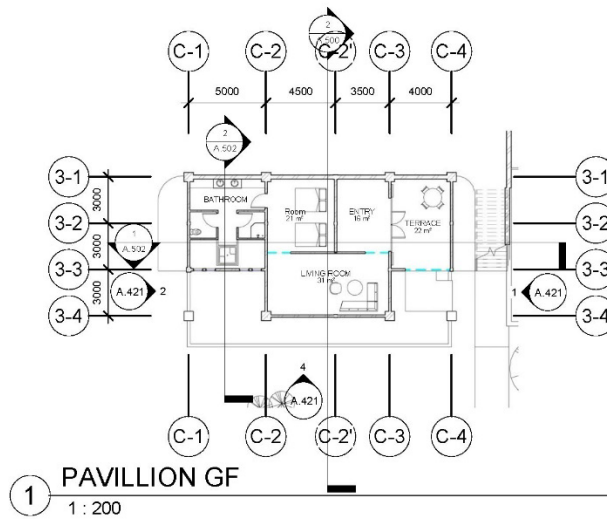 2
A.500
C-1 C-2 C-2' C-3 C-4
5000 4500 3500 4000
2
A.502
3-1 3-1
BATHROOM
3000
Room
21 m²
ENTRY
16 m²
3-2 3-2
TERRACE
22 m²
3000
1
A.502
3-3 3-3
LIVING ROOM
31 m²
A.421 2
3000
1 A.421
3-4 3-4
4
A.421
C-1 C-2 C-2' C-3 C-4
1 PAVILLION GF
1 : 200